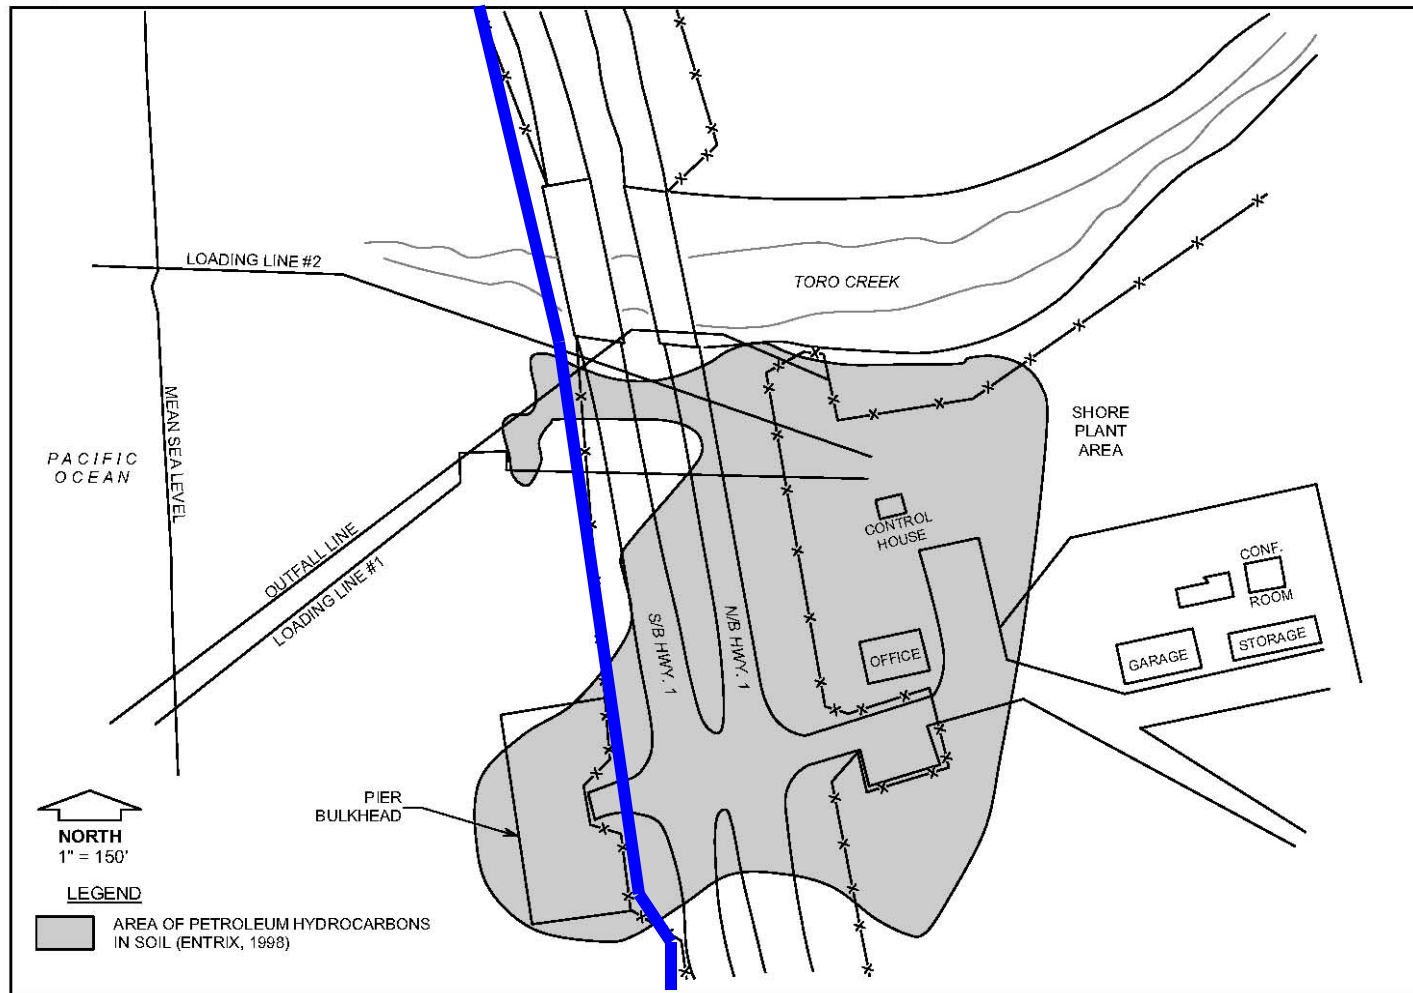 LOADING LINE #2
TORO CREEK
MEAN SEA LEVEL
PACIFIC
OCEAN
SHORE
PLANT
AREA
CONTROL
HOUSE
OUTFALL LINE
LOADING LINE #1
CONF.
ROOM
S/B HWY. 1
N/B HWY. 1
OFFICE
GARAGE
STORAGE
PIER
BULKHEAD
NORTH
1" = 150'
LEGEND
AREA OF PETROLEUM HYDROCARBONS
IN SOIL (ENTRIX, 1998)